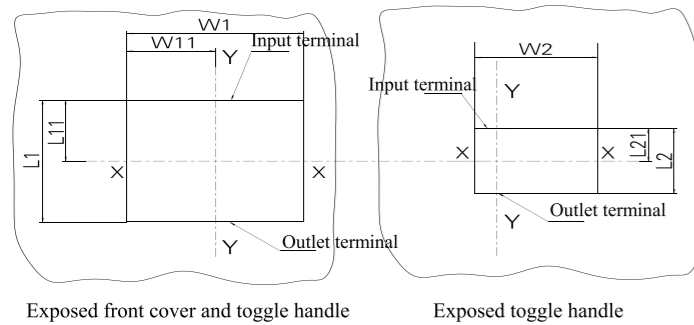 W1
W11
Y
Input terminal
L1
L11
X
X
Y
Outlet terminal
Exposed front cover and toggle handle
W2
Input terminal
Y
X
X
L21
L2
Outlet terminal
Y
Exposed toggle handle